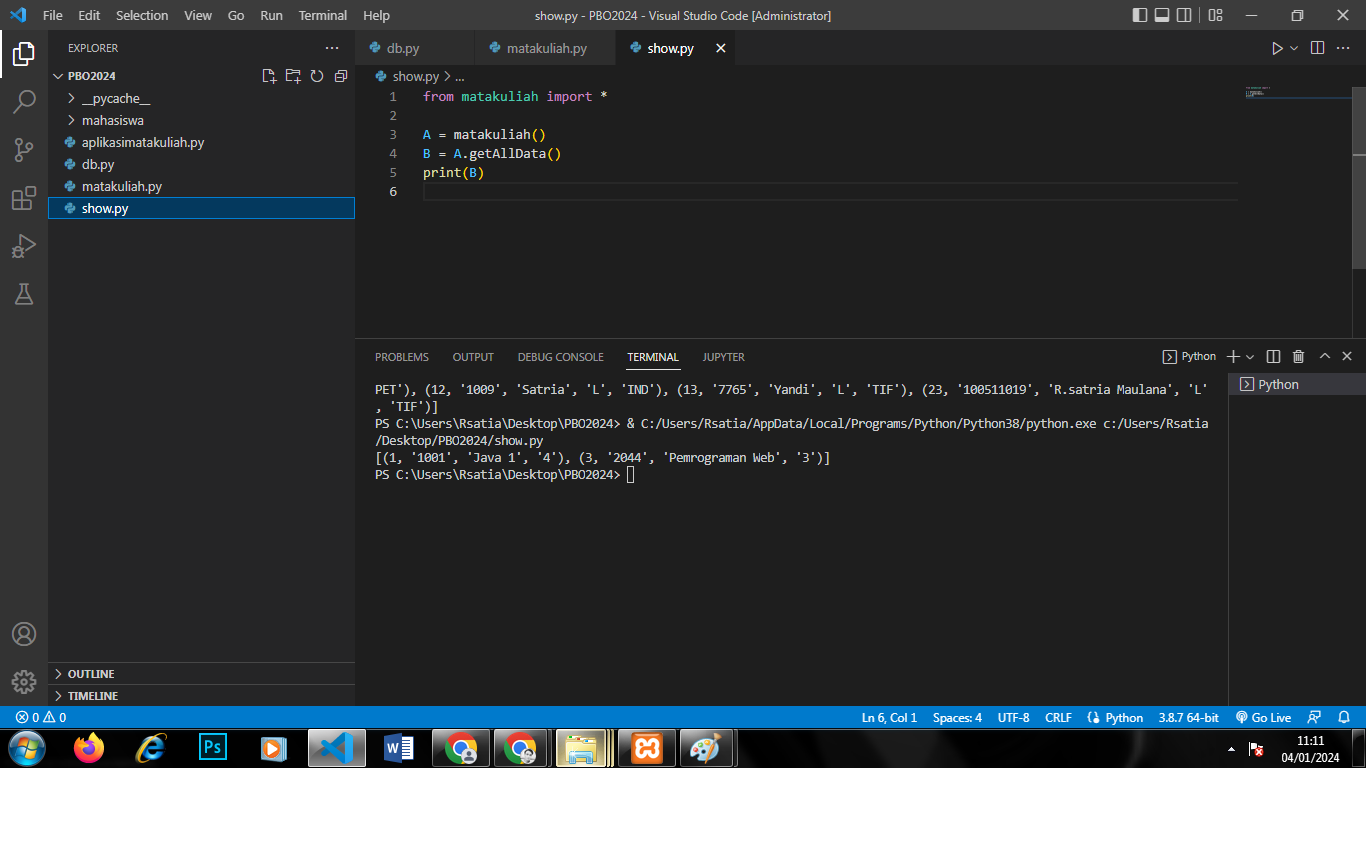 File Edit Selection View Go Run Terminal Help show.py - PBO2024 - Visual Studio Code [Administrator]
EXPLORER
PBO2024
__pycache__
mahasiswa
aplikasimatakuliah.py
db.py
matakuliah.py
show.py
OUTLINE
TIMELINE
db.py matakuliah.py show.py
show.py > ...
1 from matakuliah import *
2
3 A = matakuliah()
4 B = A.getAllData()
5 print(B)
6
PROBLEMS OUTPUT DEBUG CONSOLE TERMINAL JUPYTER Python
PET'), (12, '1009', 'Satria', 'L', 'IND'), (13, '7765', 'Yandi', 'L', 'TIF'), (23, '100511019', 'R.satria Maulana', 'L'
, 'TIF')]
PS C:\Users\Rsatia\Desktop\PBO2024> & C:/Users/Rsatia/AppData/Local/Programs/Python/Python38/python.exe c:/Users/Rsatia
/Desktop/PBO2024/show.py
[(1, '1001', 'Java 1', '4'), (3, '2044', 'Pemrograman Web', '3')]
PS C:\Users\Rsatia\Desktop\PBO2024>
Python
0 0 Ln 6, Col 1 Spaces: 4 UTF-8 CRLF Python 3.8.7 64-bit Go Live
Ps
W
11:11
04/01/2024